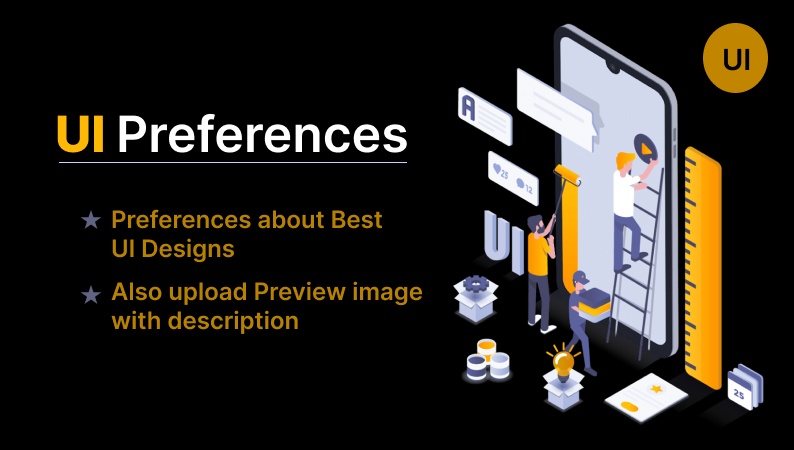 UI
UI Preferences
Preferences about Best
UI Designs
Also upload Preview image
with description
A
25
12
UI
25